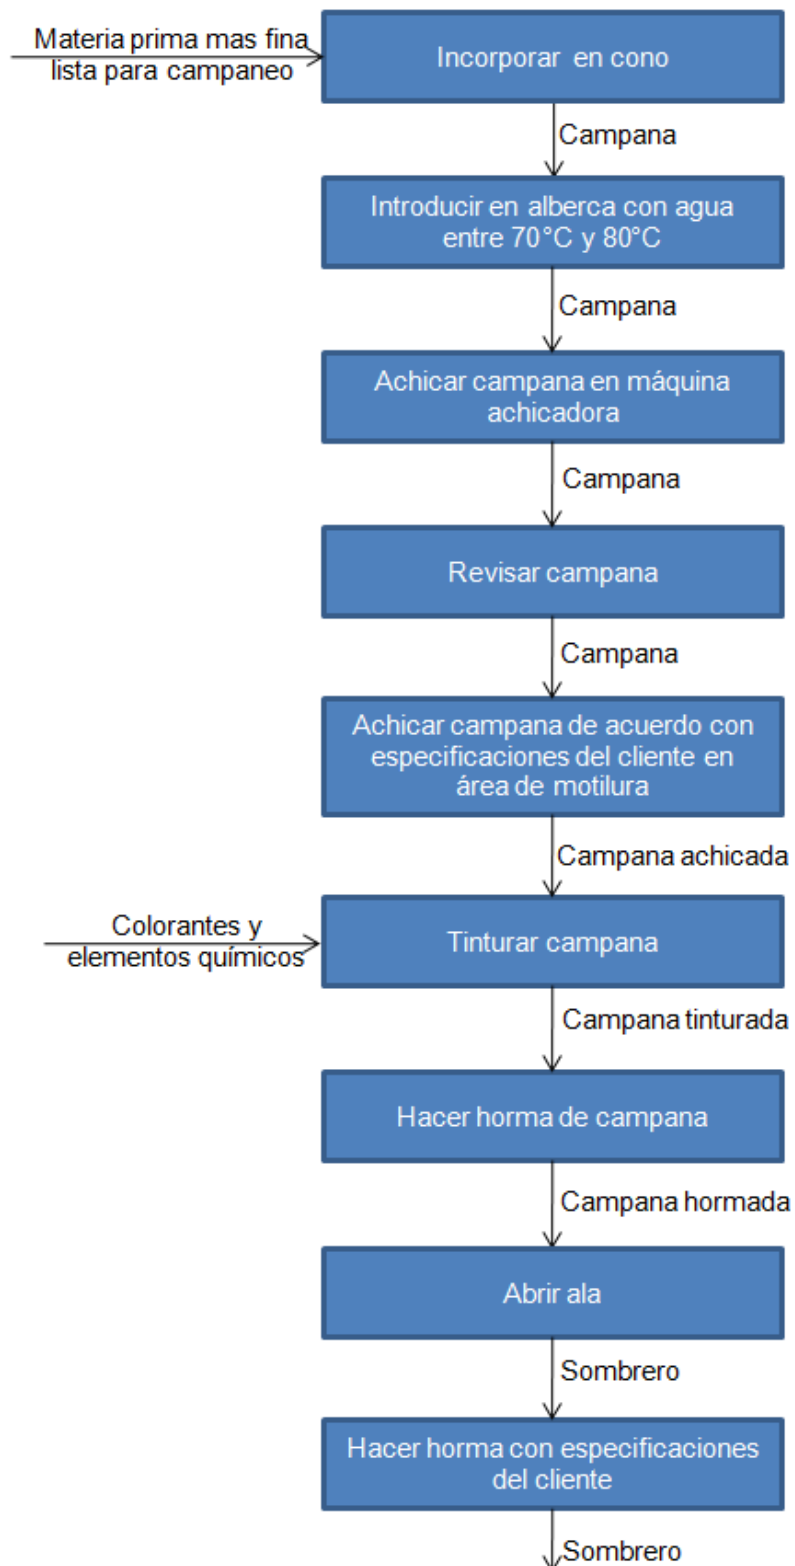 Materia prima mas fina
lista para campaneo
Incorporar en cono
Campana
Introducir en alberca con agua
entre 70°C y 80°C
Campana
Achicar campana en máquina
achicadora
Campana
Revisar campana
Campana
Achicar campana de acuerdo con
especificaciones del cliente en
área de motilura
Campana achicada
Colorantes y
elementos químicos
Tinturar campana
Campana tinturada
Hacer horma de campana
Campana hormada
Abrir ala
Sombrero
Hacer horma con especificaciones
del cliente
Sombrero